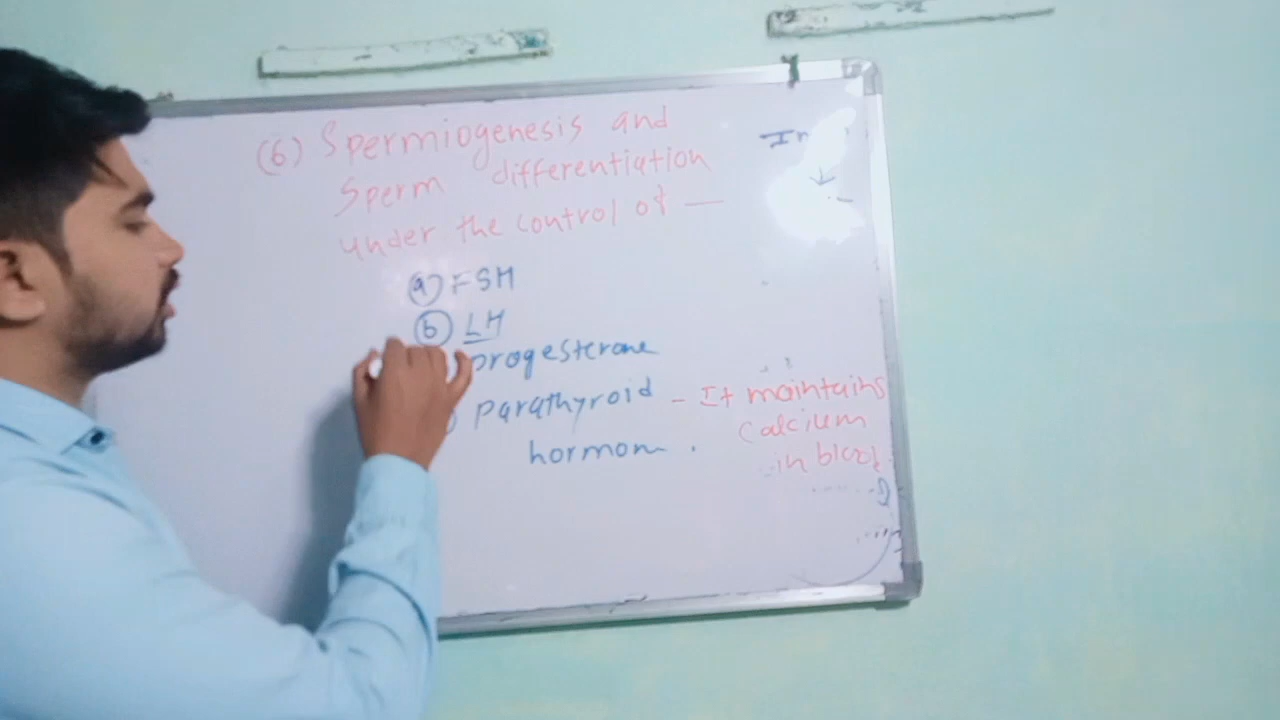 (6) Spermiogenesis and
Sperm differentiation
under the control of —
(a) FSH
(b) LH
progesterone
parathyroid - It maintains
calcium
hormon .
in blood